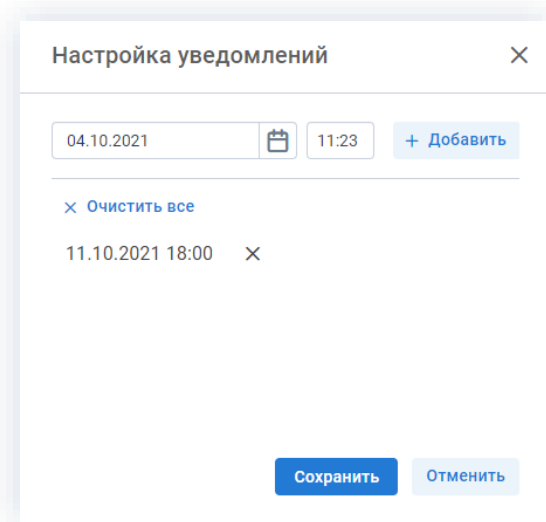 Настройка уведомлений
04.10.2021 11:23 + Добавить
× Очистить все
11.10.2021 18:00 ×
Сохранить Отменить